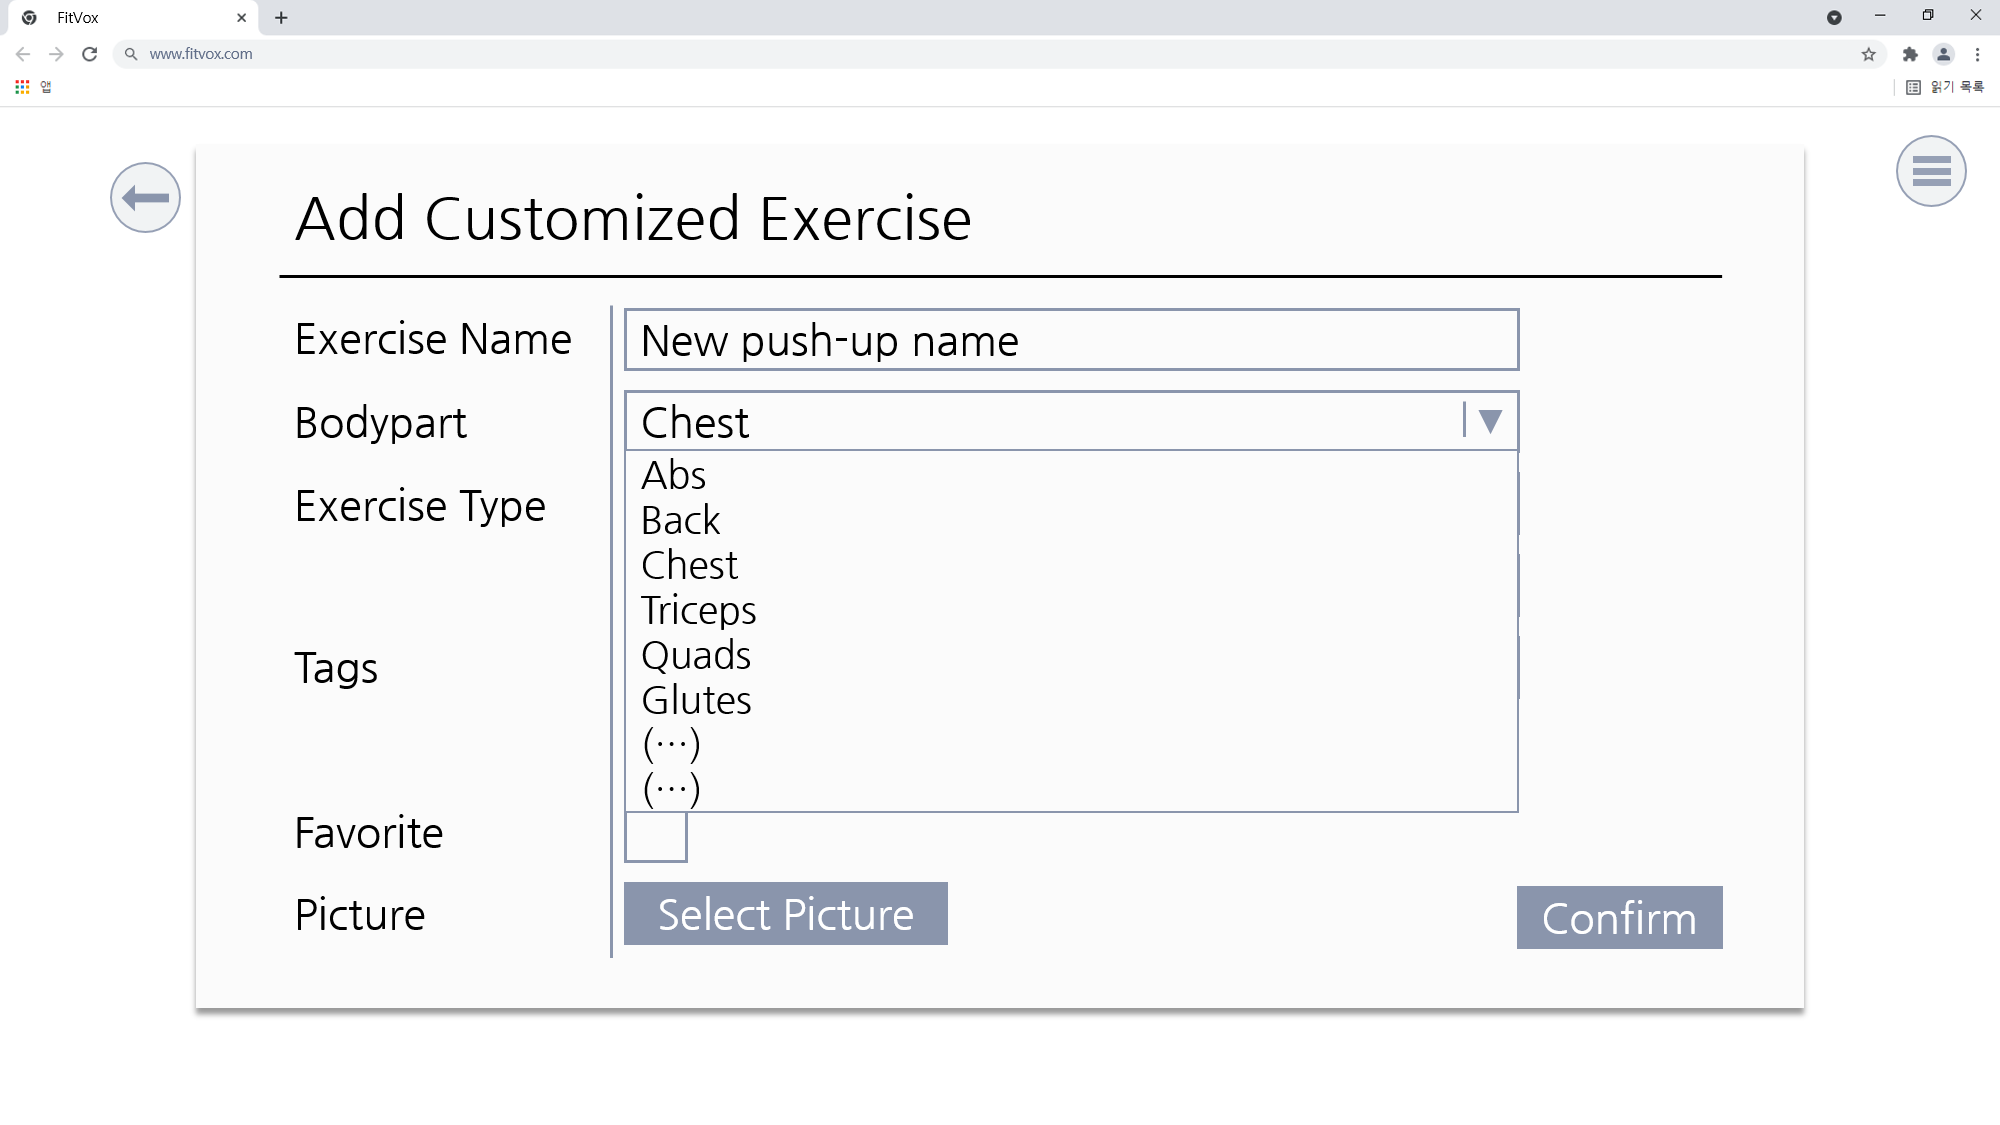 FitVox
www.fitvox.com
앱
읽기 목록
Add Customized Exercise
Exercise Name
New push-up name
Bodypart
Chest
Abs
Back
Chest
Triceps
Quads
Glutes
(…)
(…)
Exercise Type
Tags
Favorite
Picture
Select Picture
Confirm